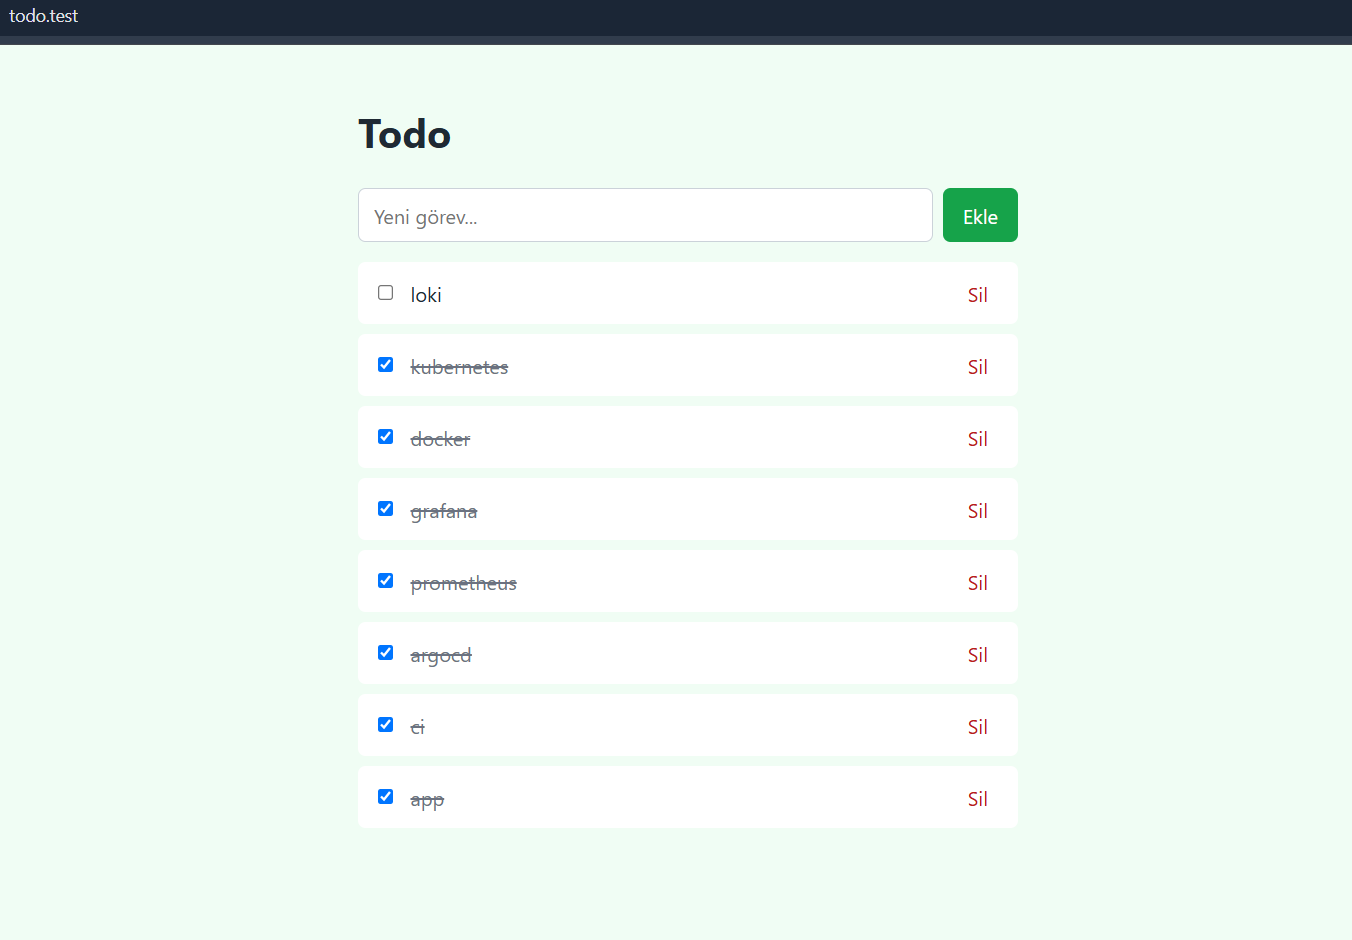 todo.test
Todo
Yeni görev...
Ekle
loki
Sil
kubernetes
Sil
docker
Sil
grafana
Sil
prometheus
Sil
argocd
Sil
ci
Sil
app
Sil